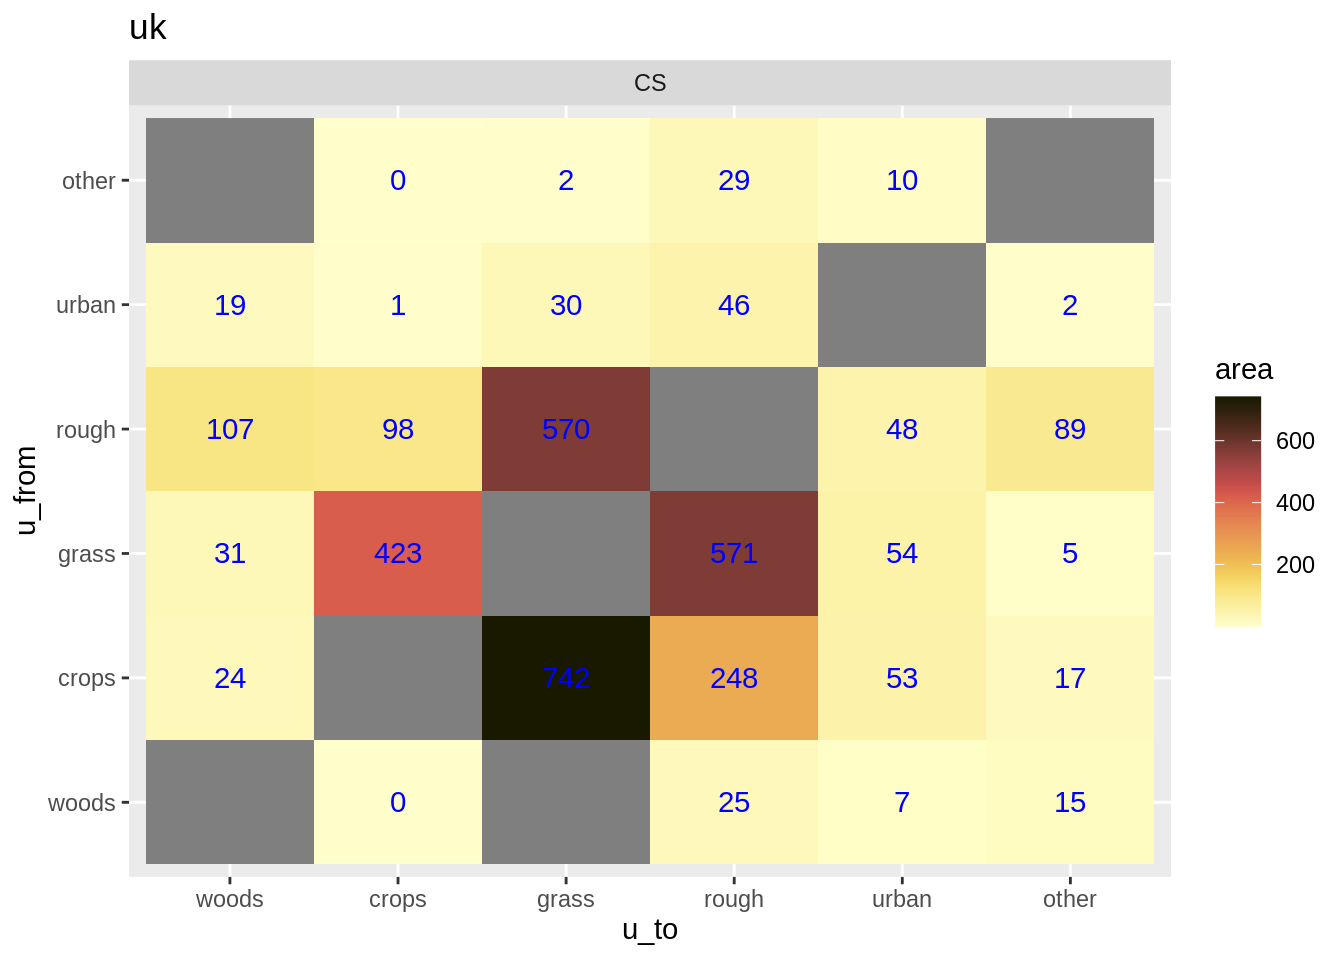 uk
CS
other 0 2 29 10
urban 19 1 30 46 2
rough 107 98 570 48 89
grass 31 423 571 54 5
crops 24 742 248 53 17
woods 0 25 7 15
woods crops grass rough urban other
u_to
u_from
area
600
400
200